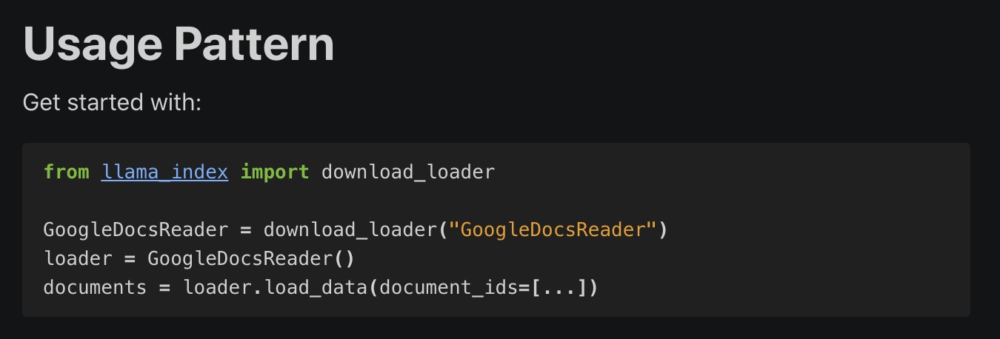 Usage Pattern
Get started with:
from llama_index import download_loader
GoogleDocsReader = download_loader("GoogleDocsReader")
loader = GoogleDocsReader()
documents = loader.load_data(document_ids=[...])